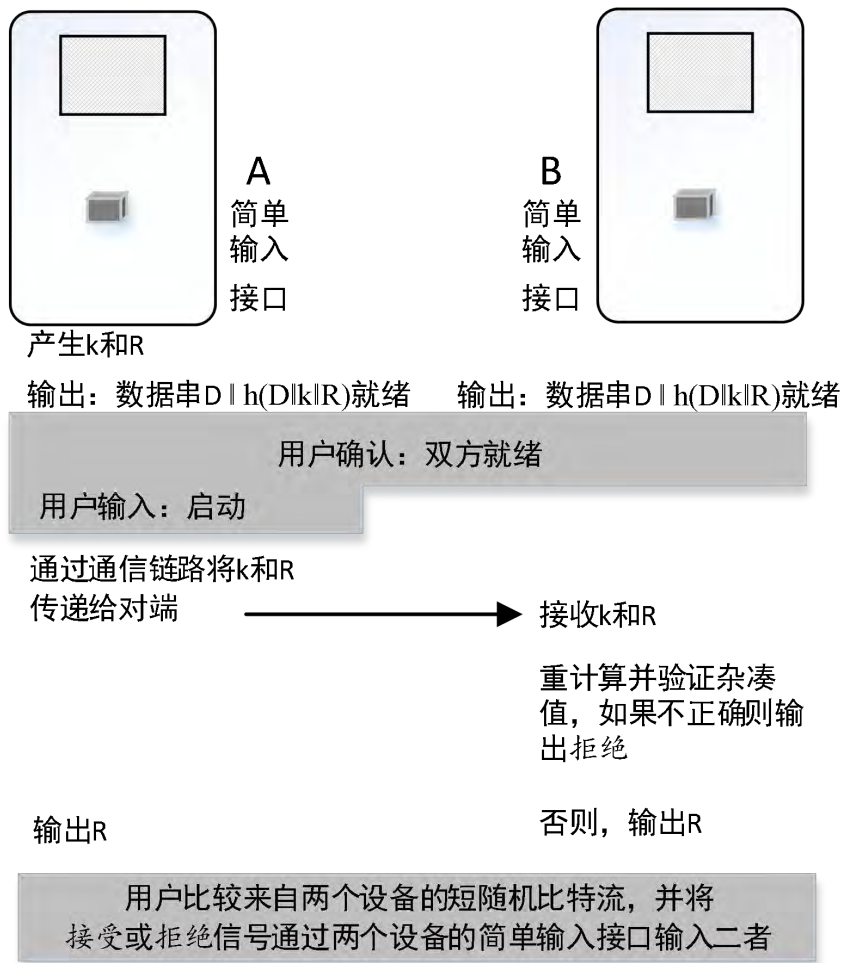 A
简单
输入
接口
B
简单
输入
接口
产生k和R
输出：数据串D‖h(D‖k‖R)就绪
输出：数据串D‖h(D‖k‖R)就绪
用户确认：双方就绪
用户输入：启动
通过通信链路将k和R
传递给对端
接收k和R
重计算并验证杂凑
值，如果不正确则输
出拒绝
输出R
否则，输出R
用户比较来自两个设备的短随机比特流，并将
接受或拒绝信号通过两个设备的简单输入接口输入二者